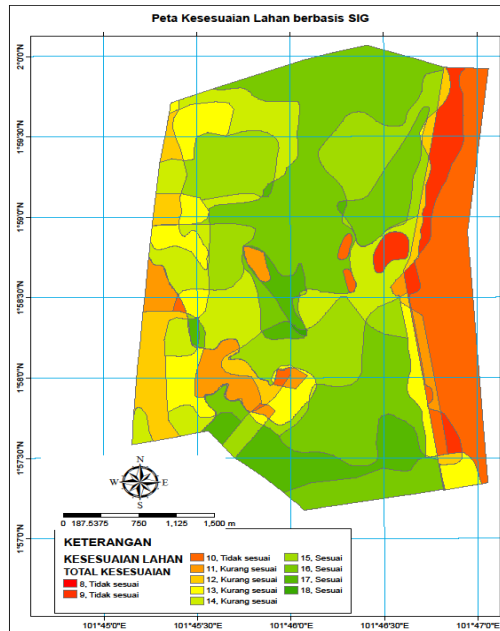 Peta Kesesuaian Lahan berbasis SIG
2°0'0"N
1°59'30"N
1°59'0"N
1°58'30"N
1°58'0"N
1°57'30"N
1°57'0"N
N
W E
S
0 187.5375 750 1,125 1,500 m
KETERANGAN
KESESUAIAN LAHAN
TOTAL KESESUAIAN
8, Tidak sesuai
9, Tidak sesuai
10, Tidak sesuai
11, Kurang sesuai
12, Kurang sesuai
13, Kurang sesuai
14, Kurang sesuai
15, Sesuai
16, Sesuai
17, Sesuai
18, Sesuai
101°45'0"E 101°45'30"E 101°46'0"E 101°46'30"E 101°47'0"E